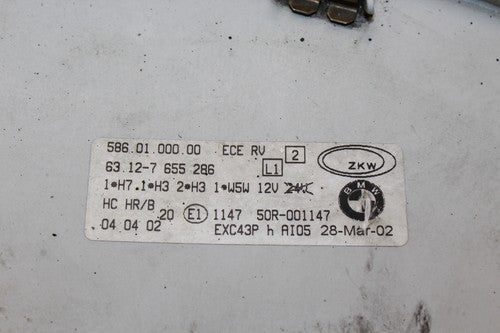 586.01.000.00 ECE RV 2
63.12-7 655 286 L1 ZKW
1*H7.1*H3 2*H3 1*W5W 12V 24V
HC HR/B 20 E1 1147 50R-001147 BMW
04 04 02 EXC43P h AI05 28-Mar-02